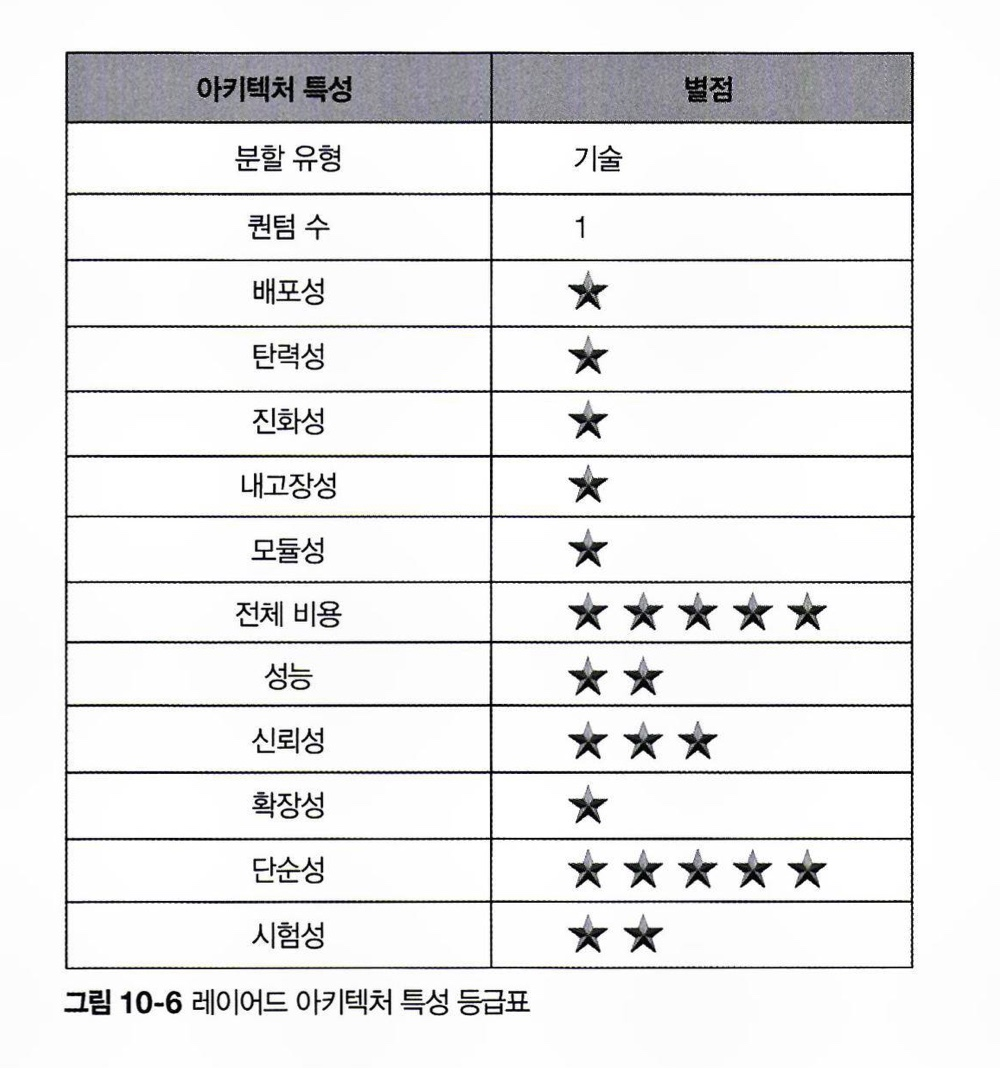 아키텍처 특성 별점
분할 유형 기술
퀀텀 수 1
배포성 ★
탄력성 ★
진화성 ★
내고장성 ★
모듈성 ★
전체 비용 ★★★★★
성능 ★★
신뢰성 ★★★
확장성 ★
단순성 ★★★★★
시험성 ★★
그림 10-6 레이어드 아키텍처 특성 등급표